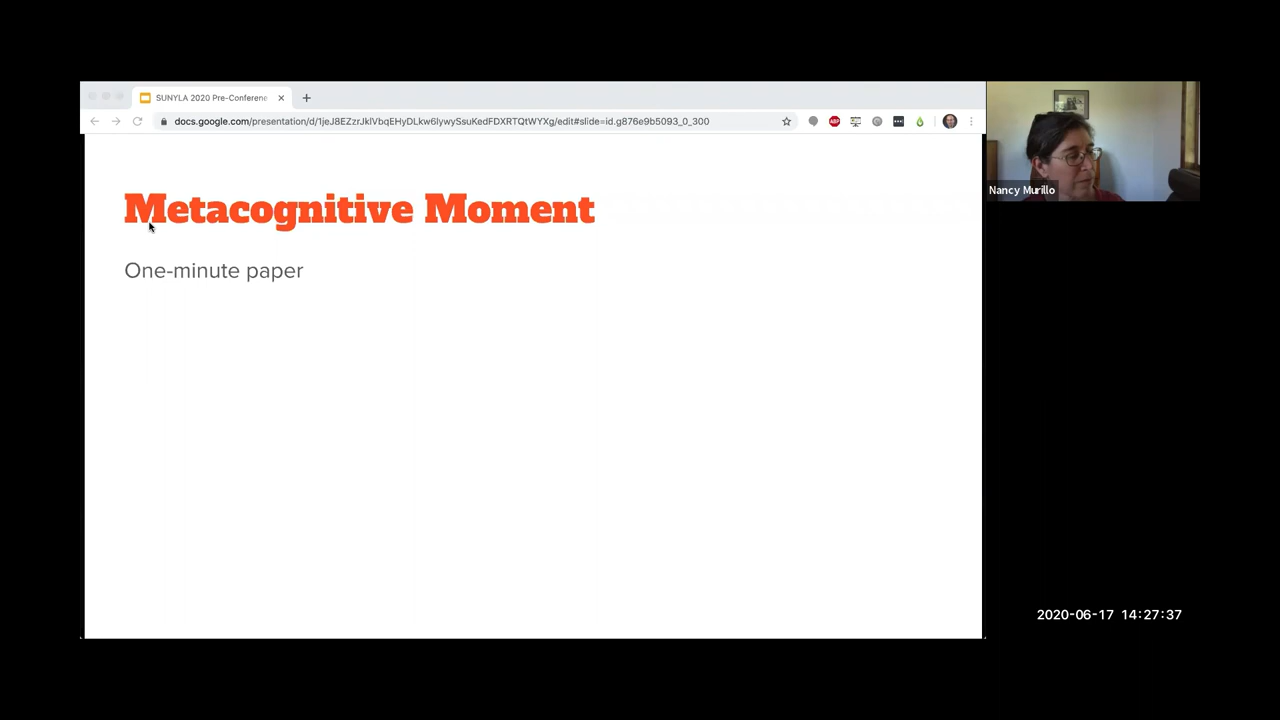 SUNYLA 2020 Pre-Conferenc
docs.google.com/presentation/d/1jeJ8EZzrJklVbqEHyDLkw6lywySsuKedFDXRTQtWYXg/edit#slide=id.g876e9b5093_0_300
ABP
Metacognitive Moment
One-minute paper
Nancy Murillo
2020-06-17 14:27:37